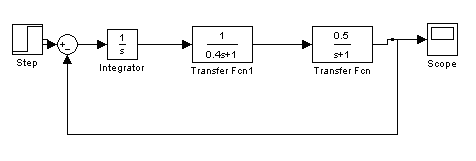 +
-
1
s
1
0.4s+1
0.5
s+1
Step
Integrator
Transfer Fcn1
Transfer Fcn
Scope